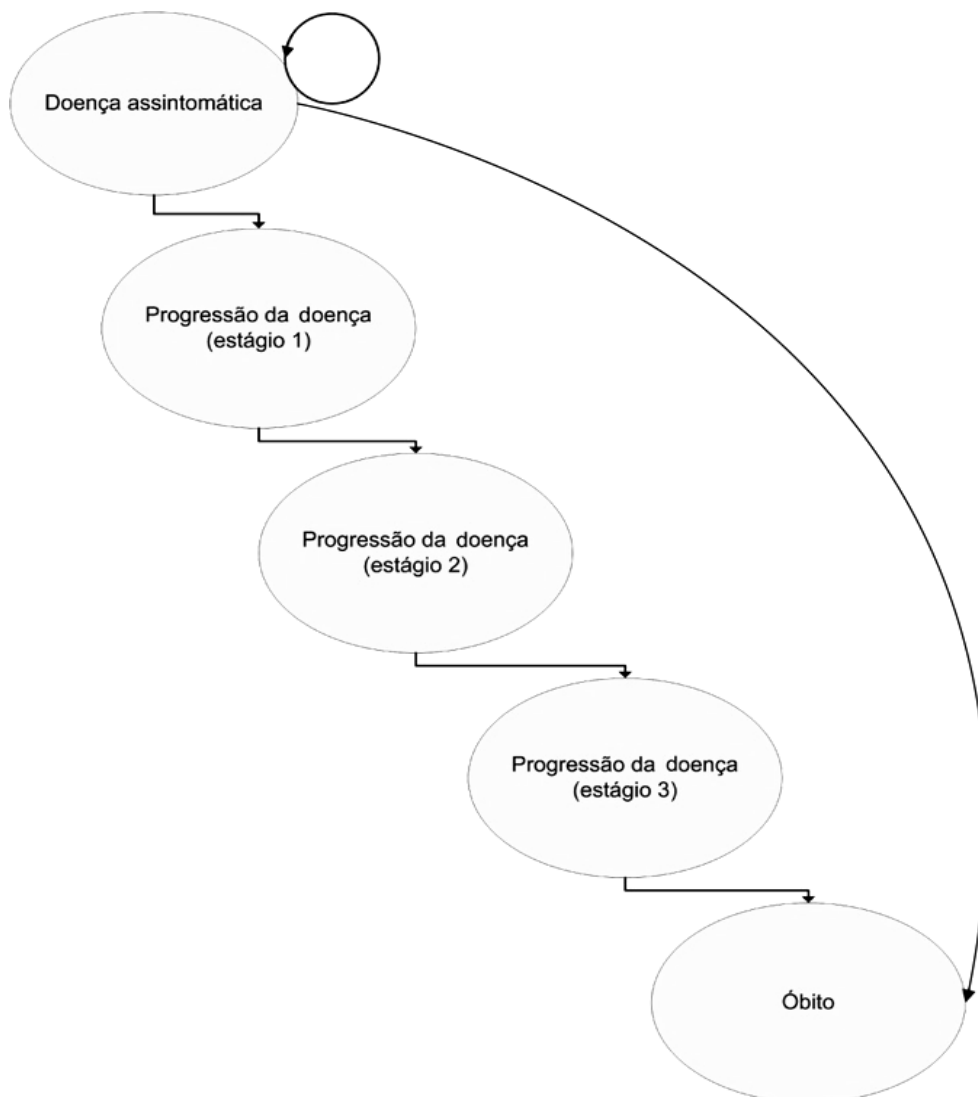 Doença assintomática
Progressão da doença
(estágio 1)
Progressão da doença
(estágio 2)
Progressão da doença
(estágio 3)
Óbito